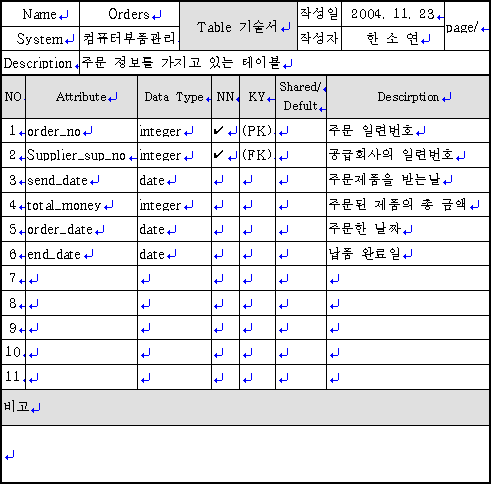 Name Orders Table 기술서 작성일 2004. 11. 23 page/
System 컴퓨터부품관리 작성자 한 소 연
Description 주문 정보를 가지고 있는 테이블
NO Attribute Data Type NN KY Shared/ Defult Descirption
1 order_no integer ✔ (PK) 주문 일련번호
2 Supplier_sup_no integer ✔ (FK) 공급회사의 일련번호
3 send_date date 주문제품을 받는날
4 total_money integer 주문된 제품의 총 금액
5 order_date date 주문한 날짜
6 end_date date 납품 완료일
7
8
9
10
11
비고